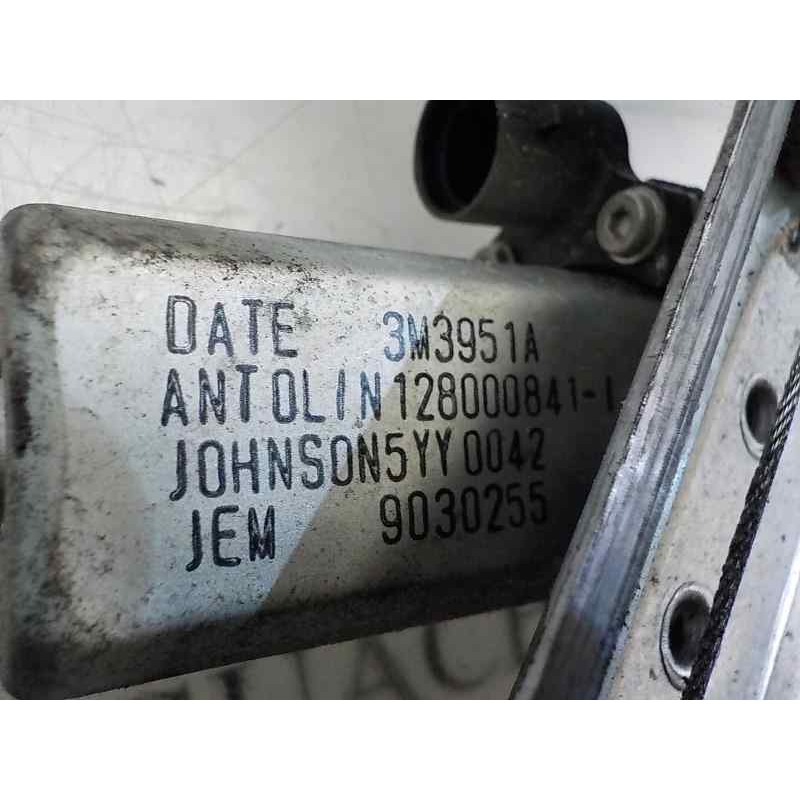 DATE 3M3951A
ANTOLIN128000841-L
JOHNSON5YY0042
JEM 9030255